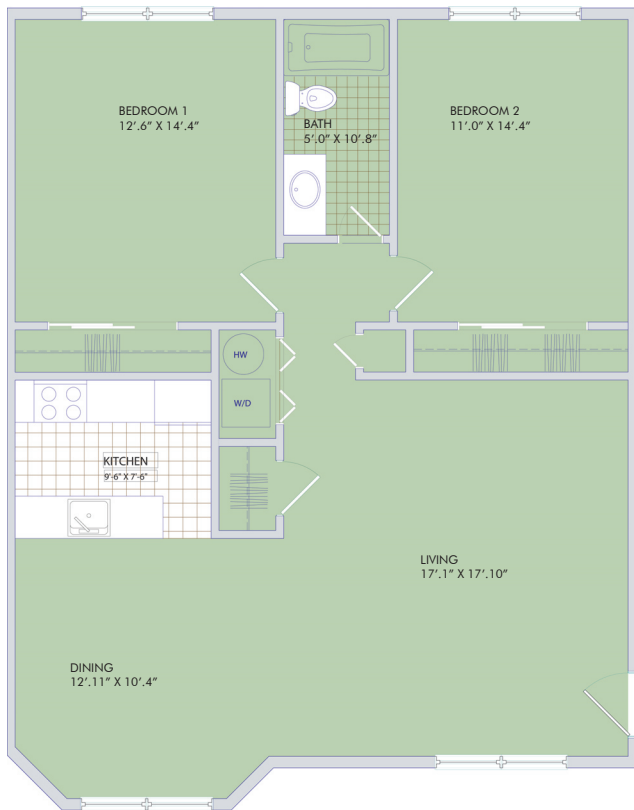 BEDROOM 1
12'.6" X 14'.4"
BATH
5'.0" X 10'.8"
BEDROOM 2
11'.0" X 14'.4"
HW
W/D
KITCHEN
9'-6" X 7'-6"
LIVING
17'.1" X 17'.10"
DINING
12'.11" X 10'.4"